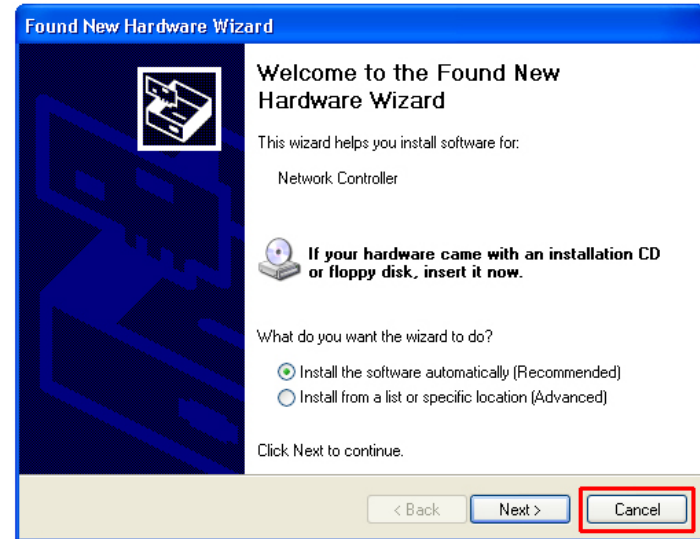 Found New Hardware Wizard
Welcome to the Found New
Hardware Wizard
This wizard helps you install software for:
Network Controller
If your hardware came with an installation CD
or floppy disk, insert it now.
What do you want the wizard to do?
Install the software automatically (Recommended)
Install from a list or specific location (Advanced)
Click Next to continue.
< Back Next > Cancel